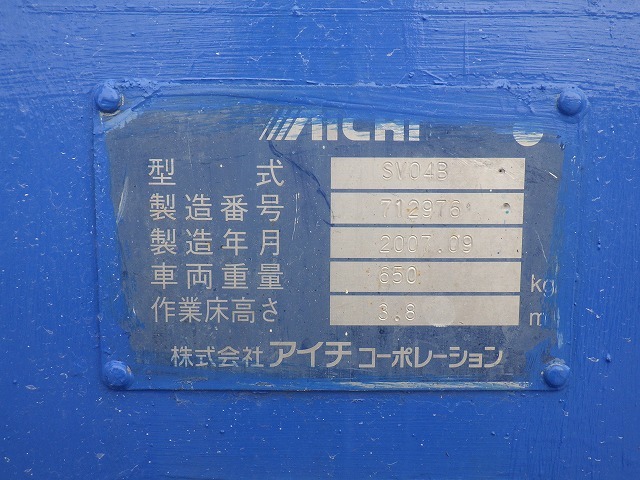 AICHI
型式 SV04B
製造番号 712976
製造年月 2007.09
車両重量 650 kg
作業床高さ 3.8 m
株式会社 アイチ コーポレーション